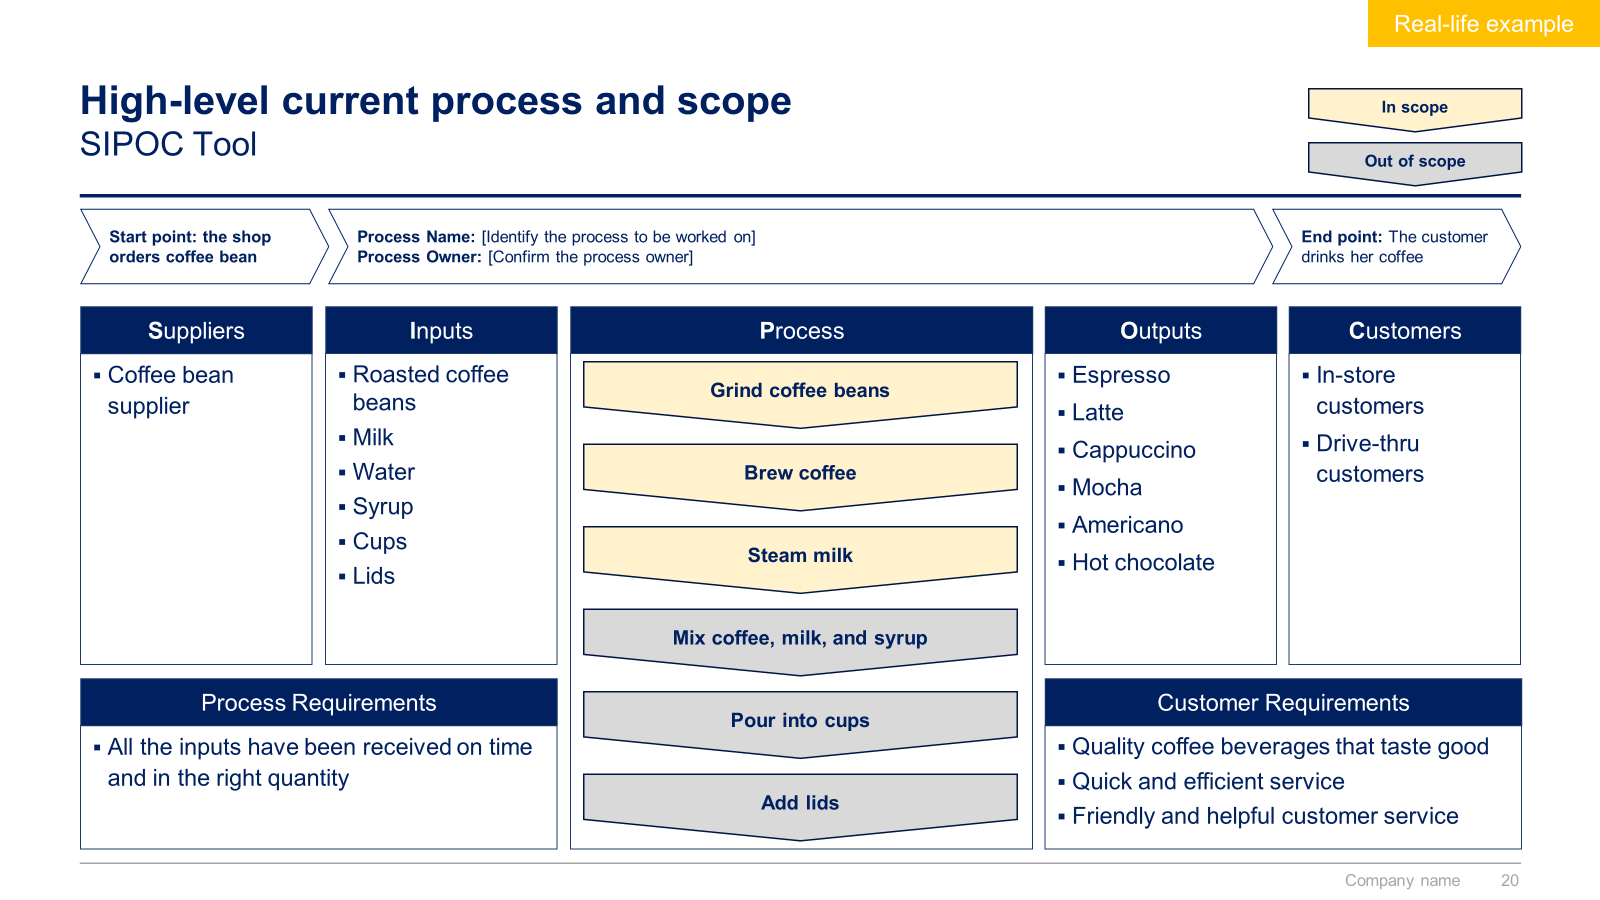 Real-life example
High-level current process and scope
SIPOC Tool
In scope
Out of scope
Start point: the shop
orders coffee bean
Process Name: [Identify the process to be worked on]
Process Owner: [Confirm the process owner]
End point: The customer
drinks her coffee
Suppliers
▪ Coffee bean
supplier
Inputs
▪ Roasted coffee
beans
▪ Milk
▪ Water
▪ Syrup
▪ Cups
▪ Lids
Process
Grind coffee beans
Brew coffee
Steam milk
Mix coffee, milk, and syrup
Pour into cups
Add lids
Outputs
▪ Espresso
▪ Latte
▪ Cappuccino
▪ Mocha
▪ Americano
▪ Hot chocolate
Customers
▪ In-store
customers
▪ Drive-thru
customers
Process Requirements
▪ All the inputs have been received on time
and in the right quantity
Customer Requirements
▪ Quality coffee beverages that taste good
▪ Quick and efficient service
▪ Friendly and helpful customer service
Company name 20